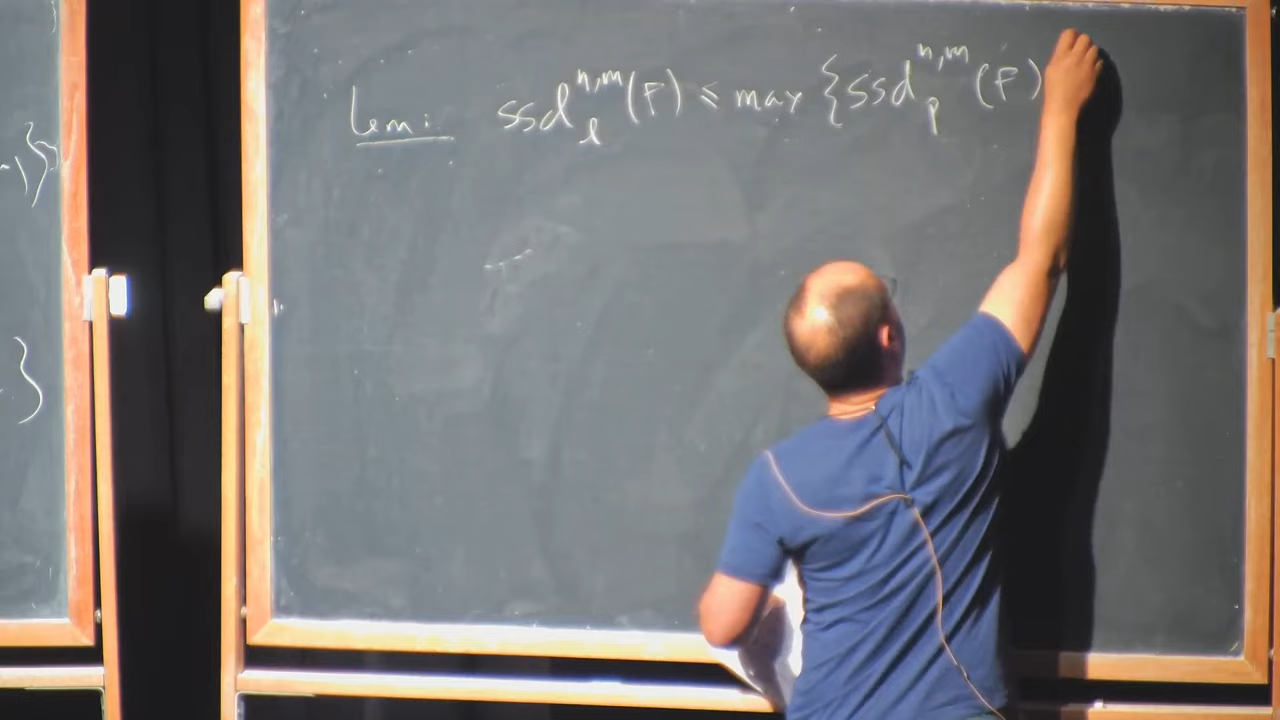 Lem: ssd_ℓ^{n,m}(F) ≤ max {ssd_p^{n,m}(F)